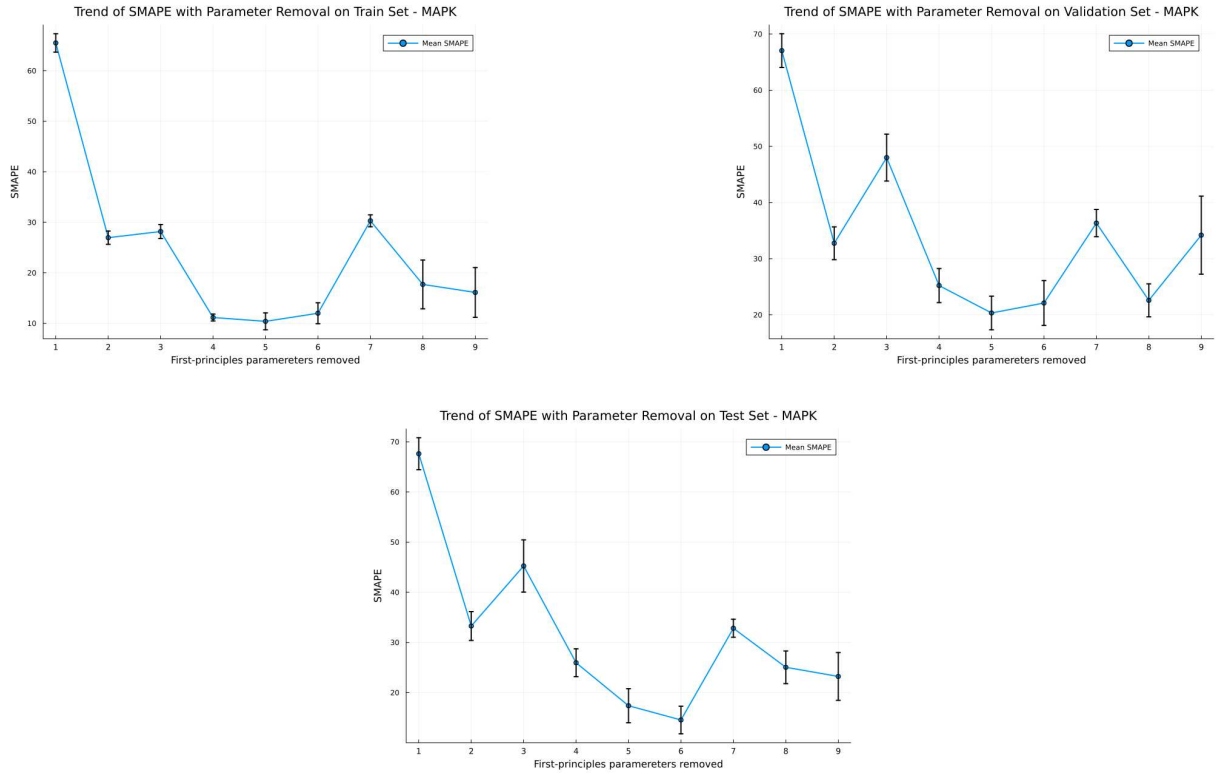 Trend of SMAPE with Parameter Removal on Train Set - MAPK
Mean SMAPE
SMAPE
60
50
40
30
20
10
1 2 3 4 5 6 7 8 9
First-principles paramereters removed
Trend of SMAPE with Parameter Removal on Validation Set - MAPK
Mean SMAPE
SMAPE
70
60
50
40
30
20
1 2 3 4 5 6 7 8 9
First-principles paramereters removed
Trend of SMAPE with Parameter Removal on Test Set - MAPK
Mean SMAPE
SMAPE
70
60
50
40
30
20
1 2 3 4 5 6 7 8 9
First-principles paramereters removed